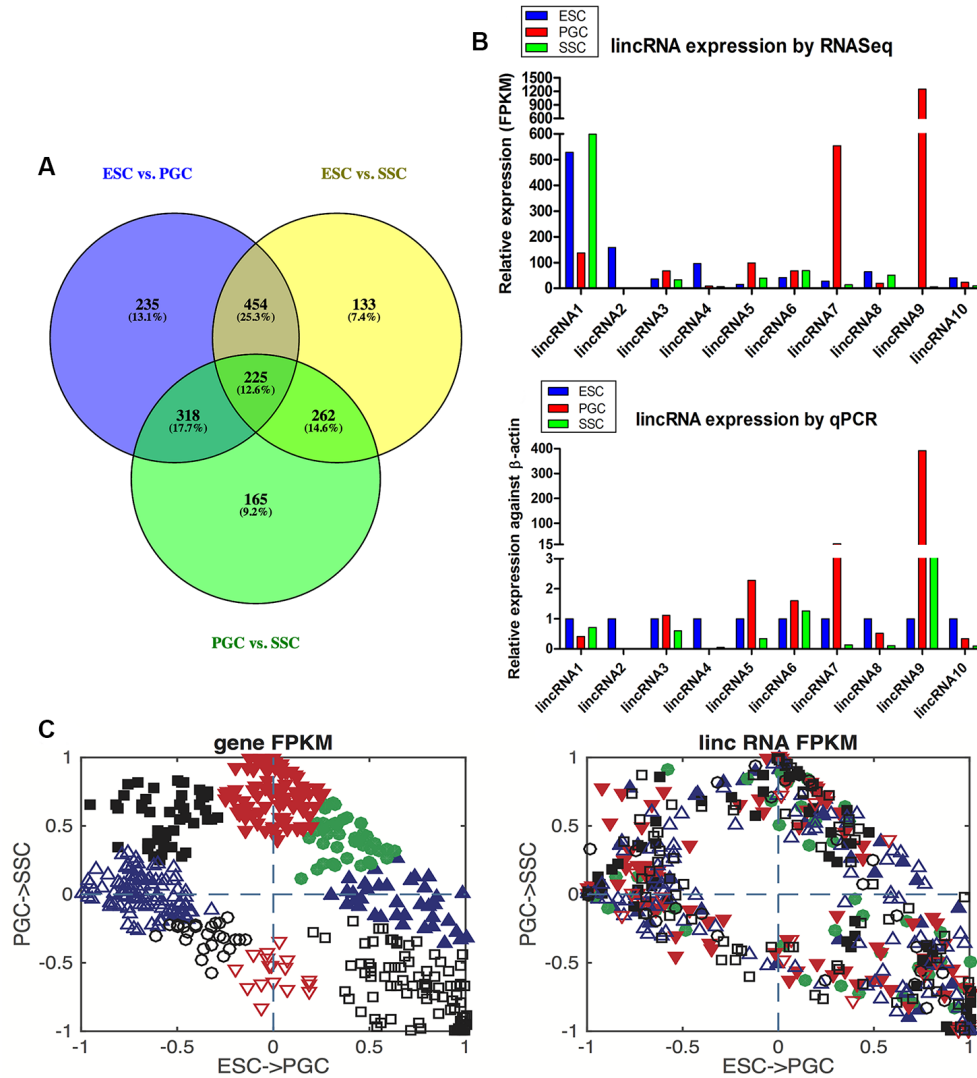 A
ESC vs. PGC
ESC vs. SSC
235
(13.1%)
454
(25.3%)
133
(7.4%)
225
(12.6%)
318
(17.7%)
262
(14.6%)
165
(9.2%)
PGC vs. SSC
B
ESC
PGC
SSC
lincRNA expression by RNASeq
Relative expression (FPKM)
1500
1200
900
600
600
500
400
300
200
100
0
lincRNA1
lincRNA2
lincRNA3
lincRNA4
lincRNA5
lincRNA6
lincRNA7
lincRNA8
lincRNA9
lincRNA10
ESC
PGC
SSC
lincRNA expression by qPCR
Relative expression against β-actin
400
300
200
100
15
3
2
1
0
lincRNA1
lincRNA2
lincRNA3
lincRNA4
lincRNA5
lincRNA6
lincRNA7
lincRNA8
lincRNA9
lincRNA10
C
gene FPKM
PGC->SSC
1
0.5
0
-0.5
-1
-1
-0.5
0
0.5
1
ESC->PGC
linc RNA FPKM
PGC->SSC
1
0.5
0
-0.5
-1
-1
-0.5
0
0.5
1
ESC->PGC